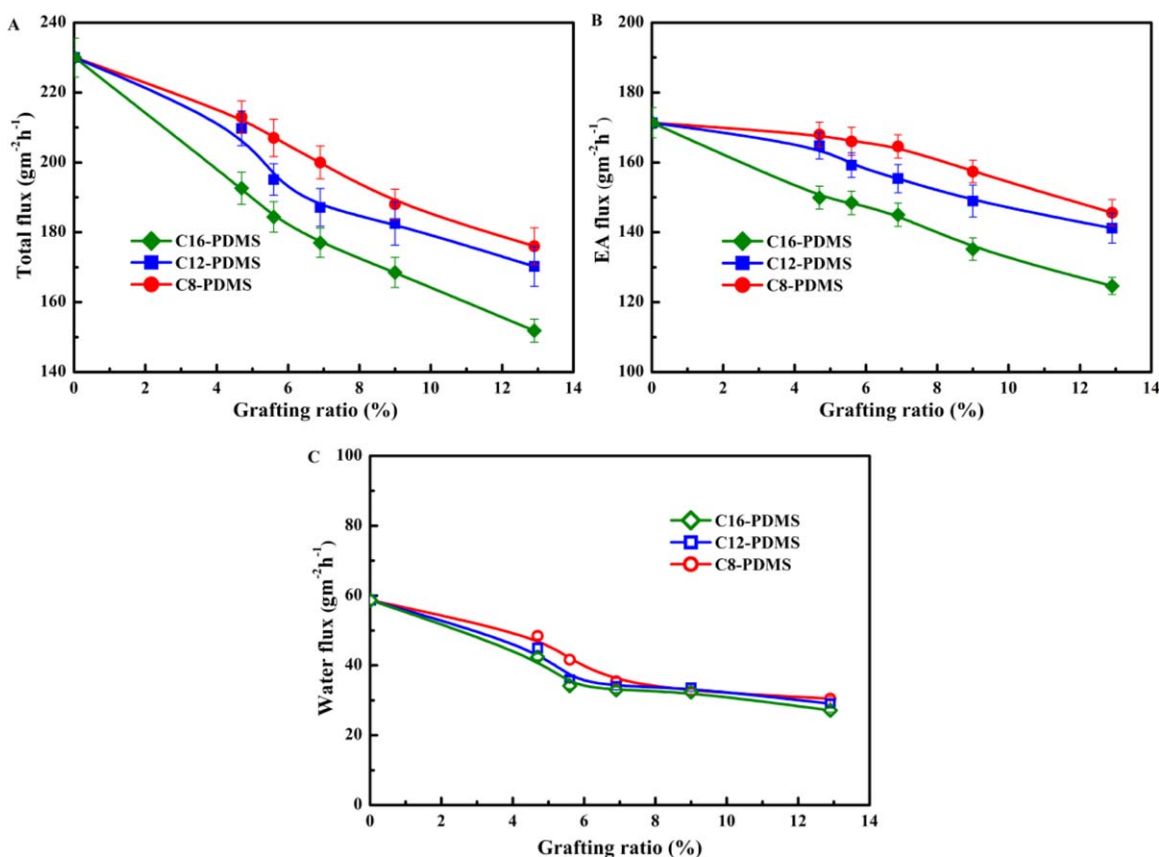 A
Total flux (gm⁻²h⁻¹)
240
220
200
180
160
140
C16-PDMS
C12-PDMS
C8-PDMS
0 2 4 6 8 10 12 14
Grafting ratio (%)
B
EA flux (gm⁻²h⁻¹)
200
180
160
140
120
100
C16-PDMS
C12-PDMS
C8-PDMS
0 2 4 6 8 10 12 14
Grafting ratio (%)
C
Water flux (gm⁻²h⁻¹)
100
80
60
40
20
0
C16-PDMS
C12-PDMS
C8-PDMS
0 2 4 6 8 10 12 14
Grafting ratio (%)